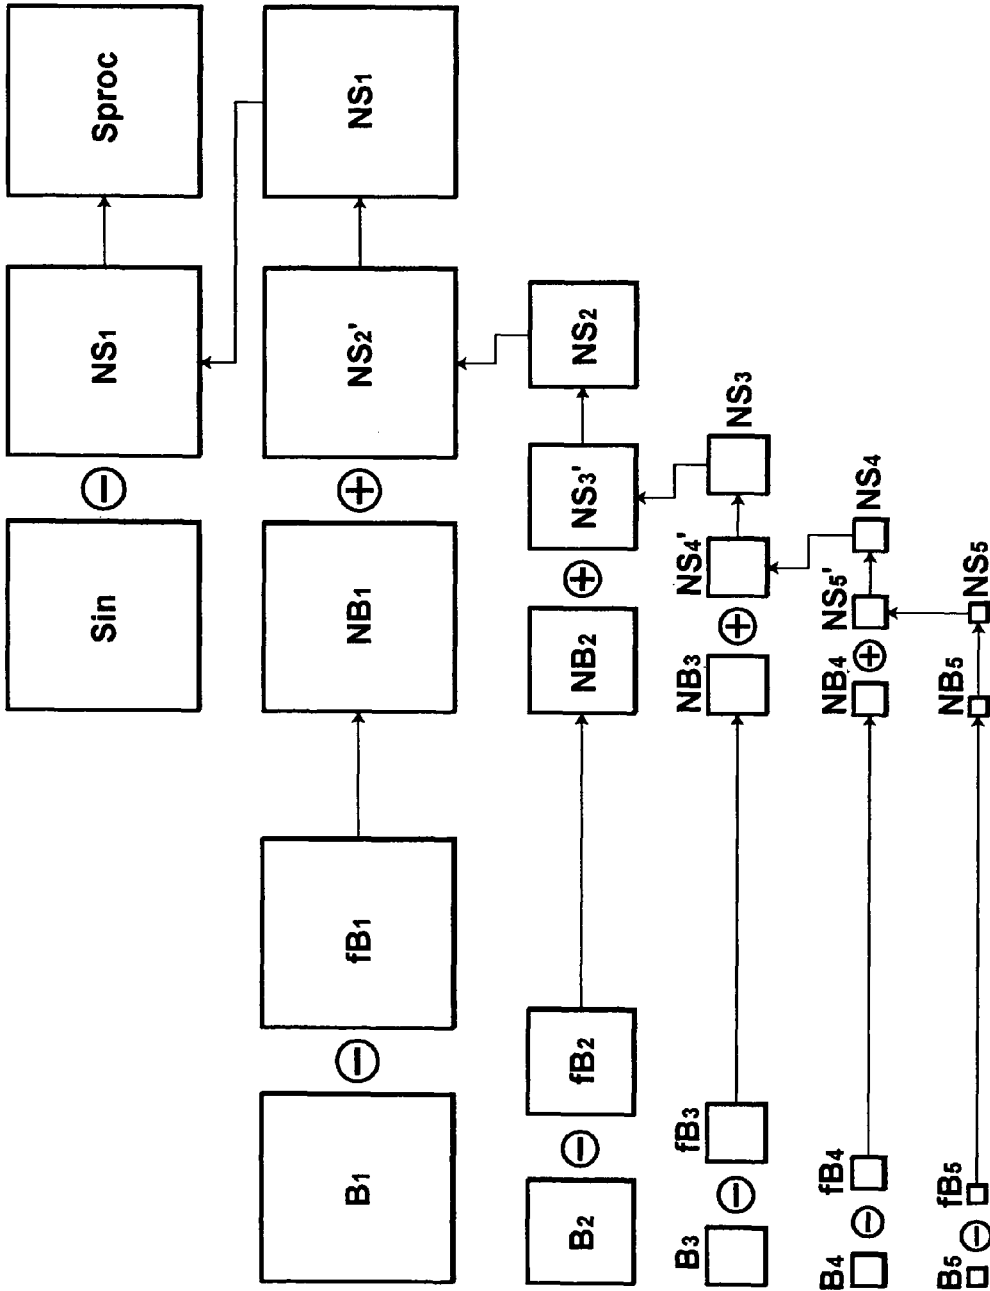 Sin ⊖ NS1 Sproc
B1 ⊖ fB1 NB1 ⊕ NS2' NS1
B2 ⊖ fB2 NB2 ⊕ NS3' NS2
B3 ⊖ fB3 NB3 ⊕ NS4' NS3
B4 ⊖ fB4 NB4 ⊕ NS5' NS4
B5 ⊖ fB5 NB5 NS5